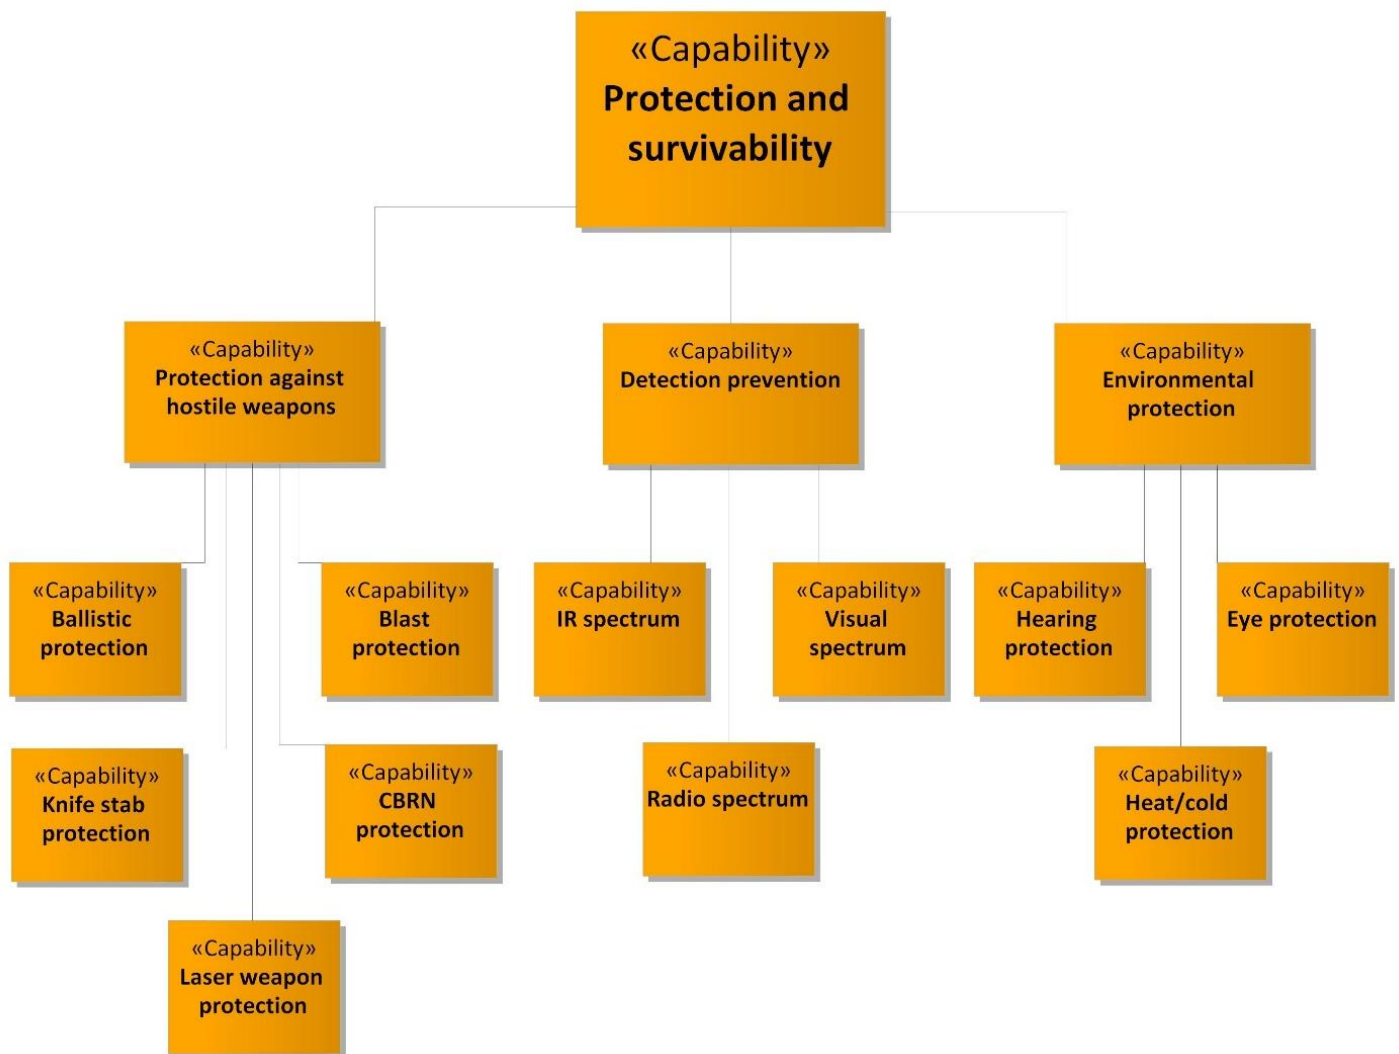 «Capability»
Protection and
survivability
«Capability»
Protection against
hostile weapons
«Capability»
Detection prevention
«Capability»
Environmental
protection
«Capability»
Ballistic
protection
«Capability»
Blast
protection
«Capability»
IR spectrum
«Capability»
Visual
spectrum
«Capability»
Hearing
protection
«Capability»
Eye protection
«Capability»
Knife stab
protection
«Capability»
CBRN
protection
«Capability»
Radio spectrum
«Capability»
Heat/cold
protection
«Capability»
Laser weapon
protection